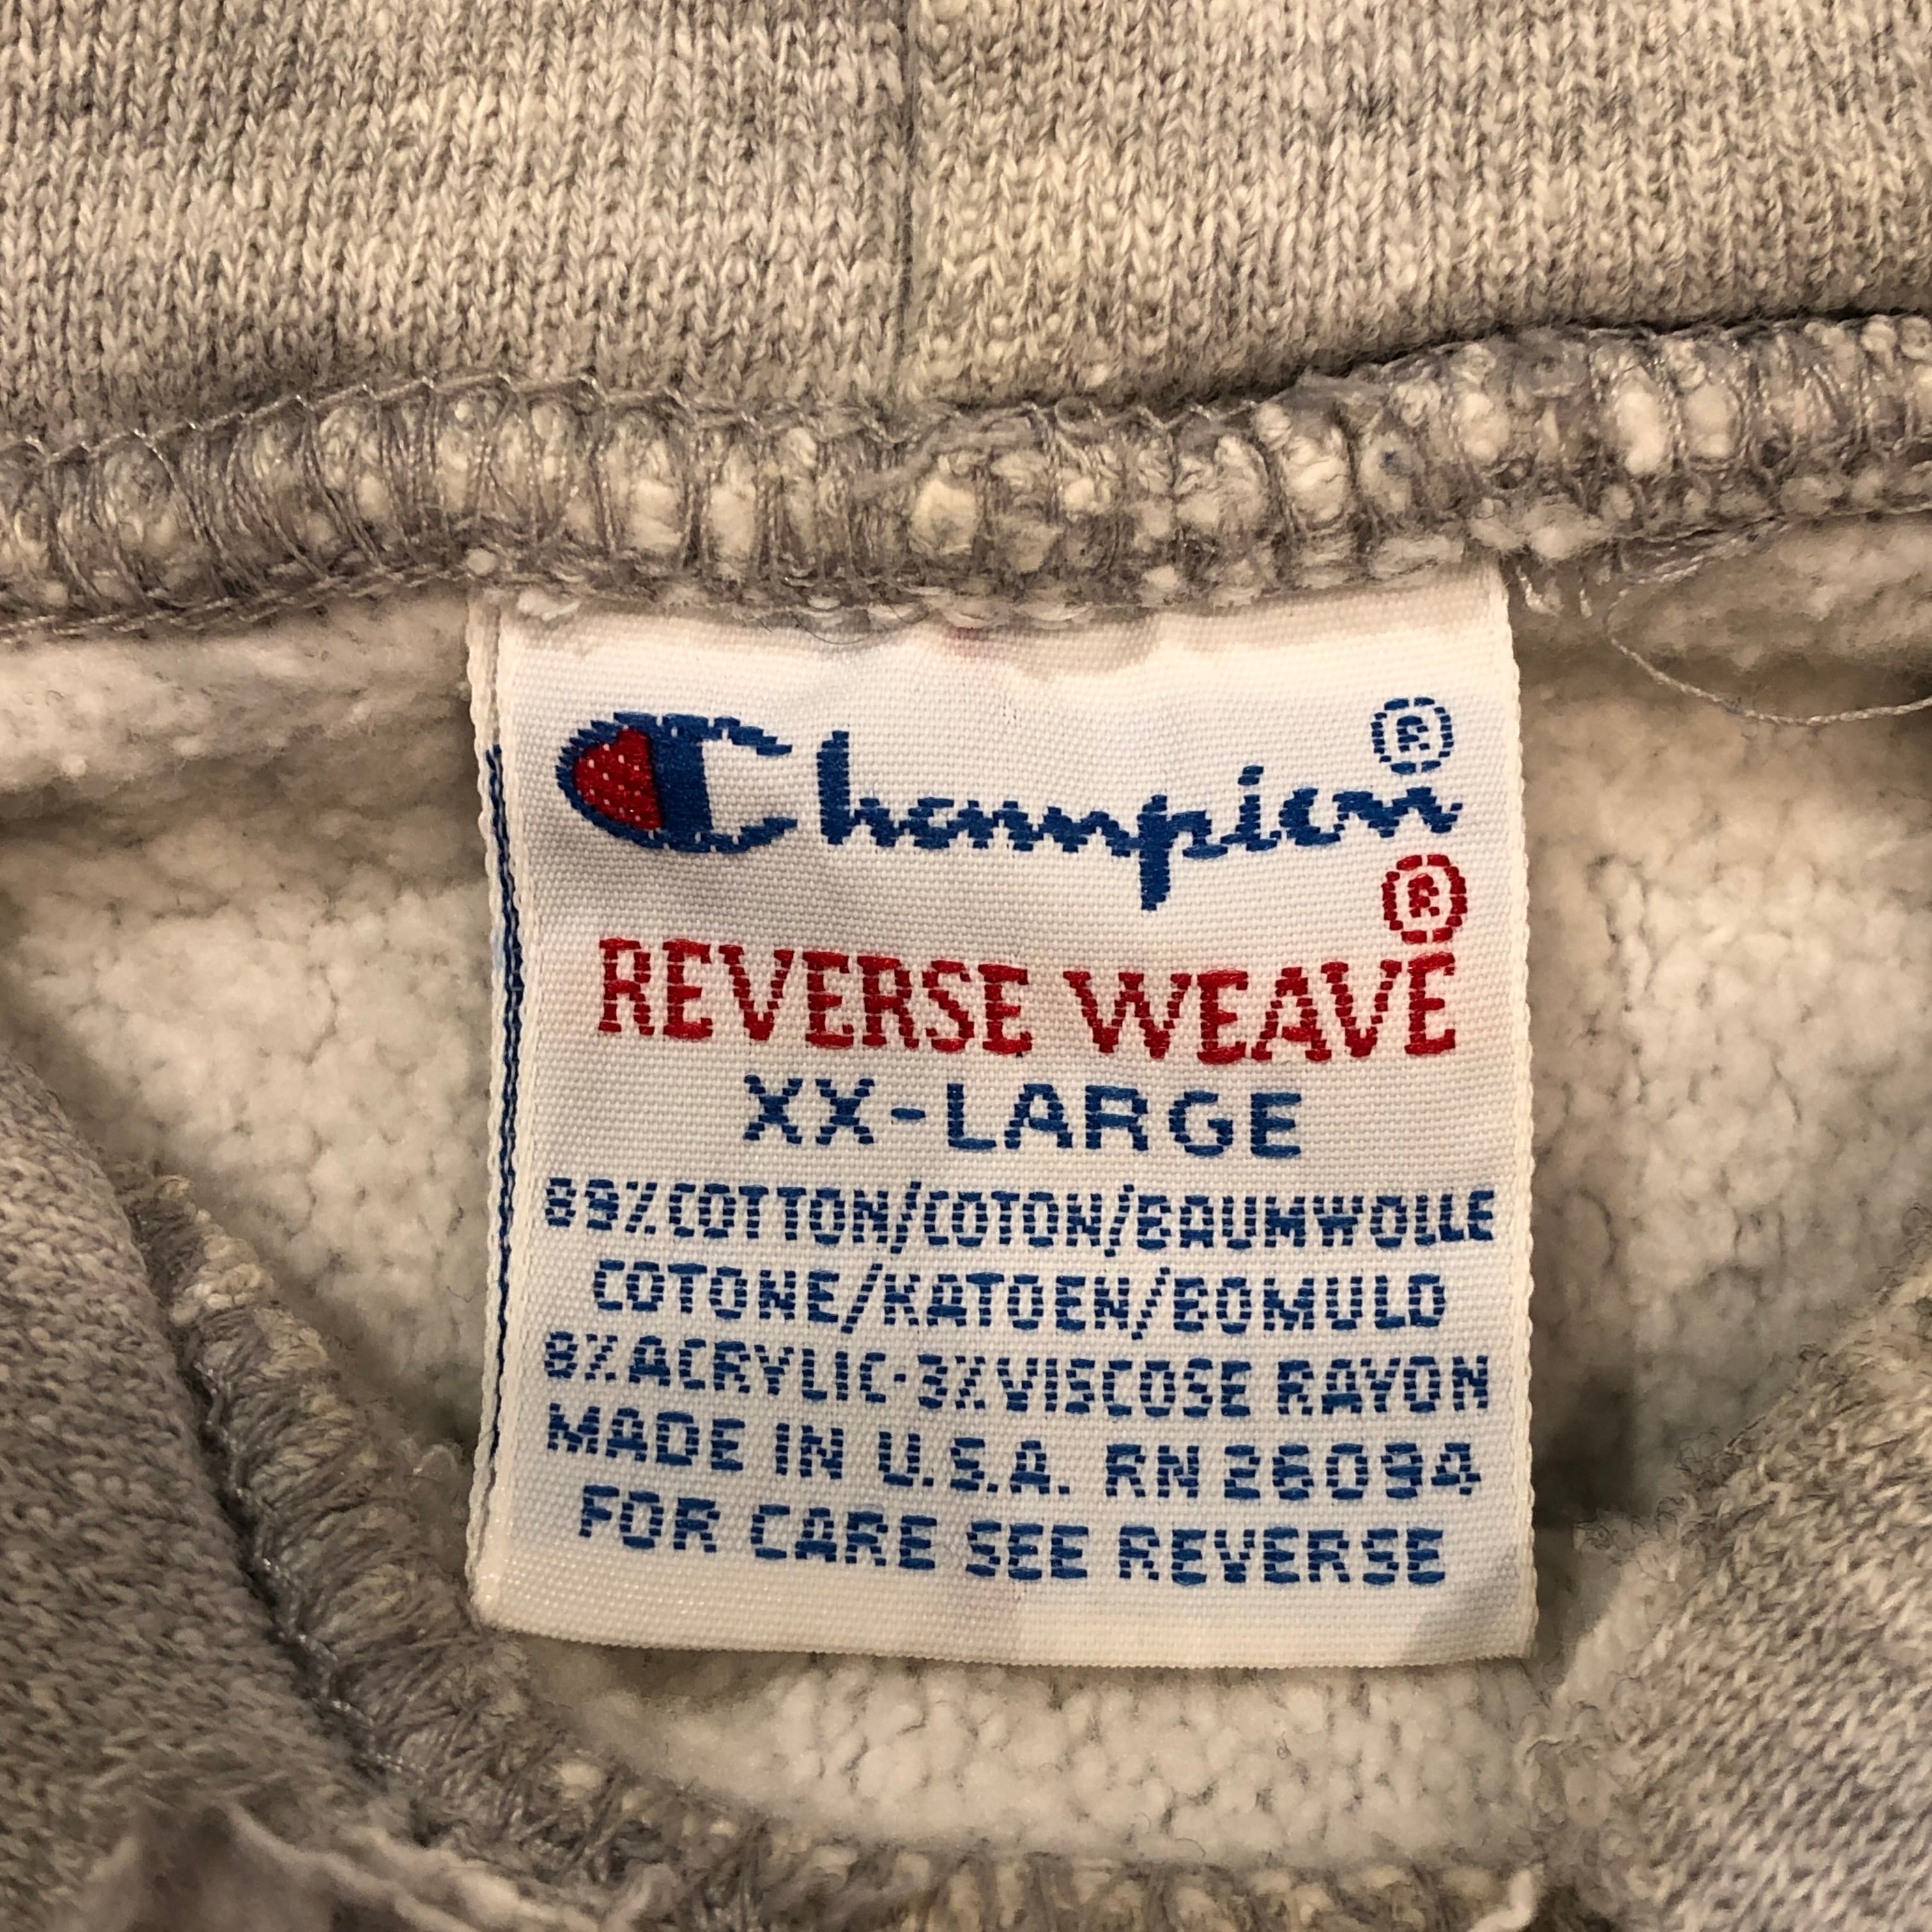 Champion®
REVERSE WEAVE®
XX-LARGE
89% COTTON/COTON/BAUMWOLLE
COTONE/KATOEN/BOMULD
8% ACRYLIC·3% VISCOSE RAYON
MADE IN U.S.A. RN 26094
FOR CARE SEE REVERSE